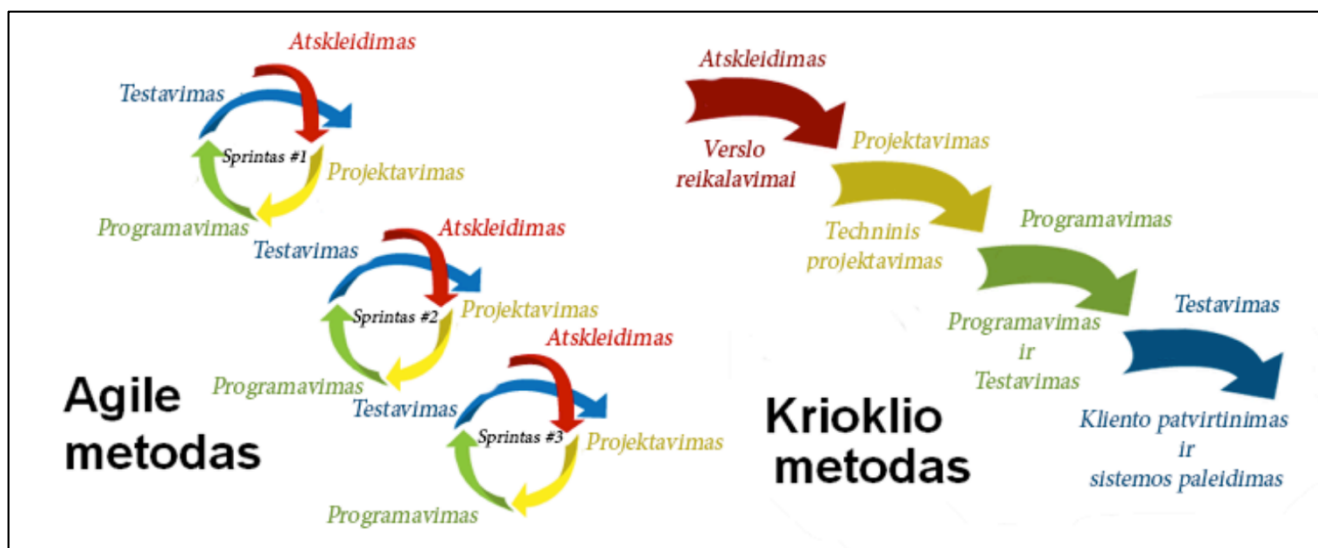 Atskleidimas
Testavimas
Sprintas #1
Projektavimas
Programavimas
Testavimas
Atskleidimas
Sprintas #2
Projektavimas
Programavimas
Testavimas
Atskleidimas
Sprintas #3
Projektavimas
Programavimas
Agile
metodas
Atskleidimas
Verslo
reikalavimai
Projektavimas
Techninis
projektavimas
Programavimas
Programavimas
ir
Testavimas
Testavimas
Kliento patvirtinimas
ir
sistemos paleidimas
Krioklio
metodas